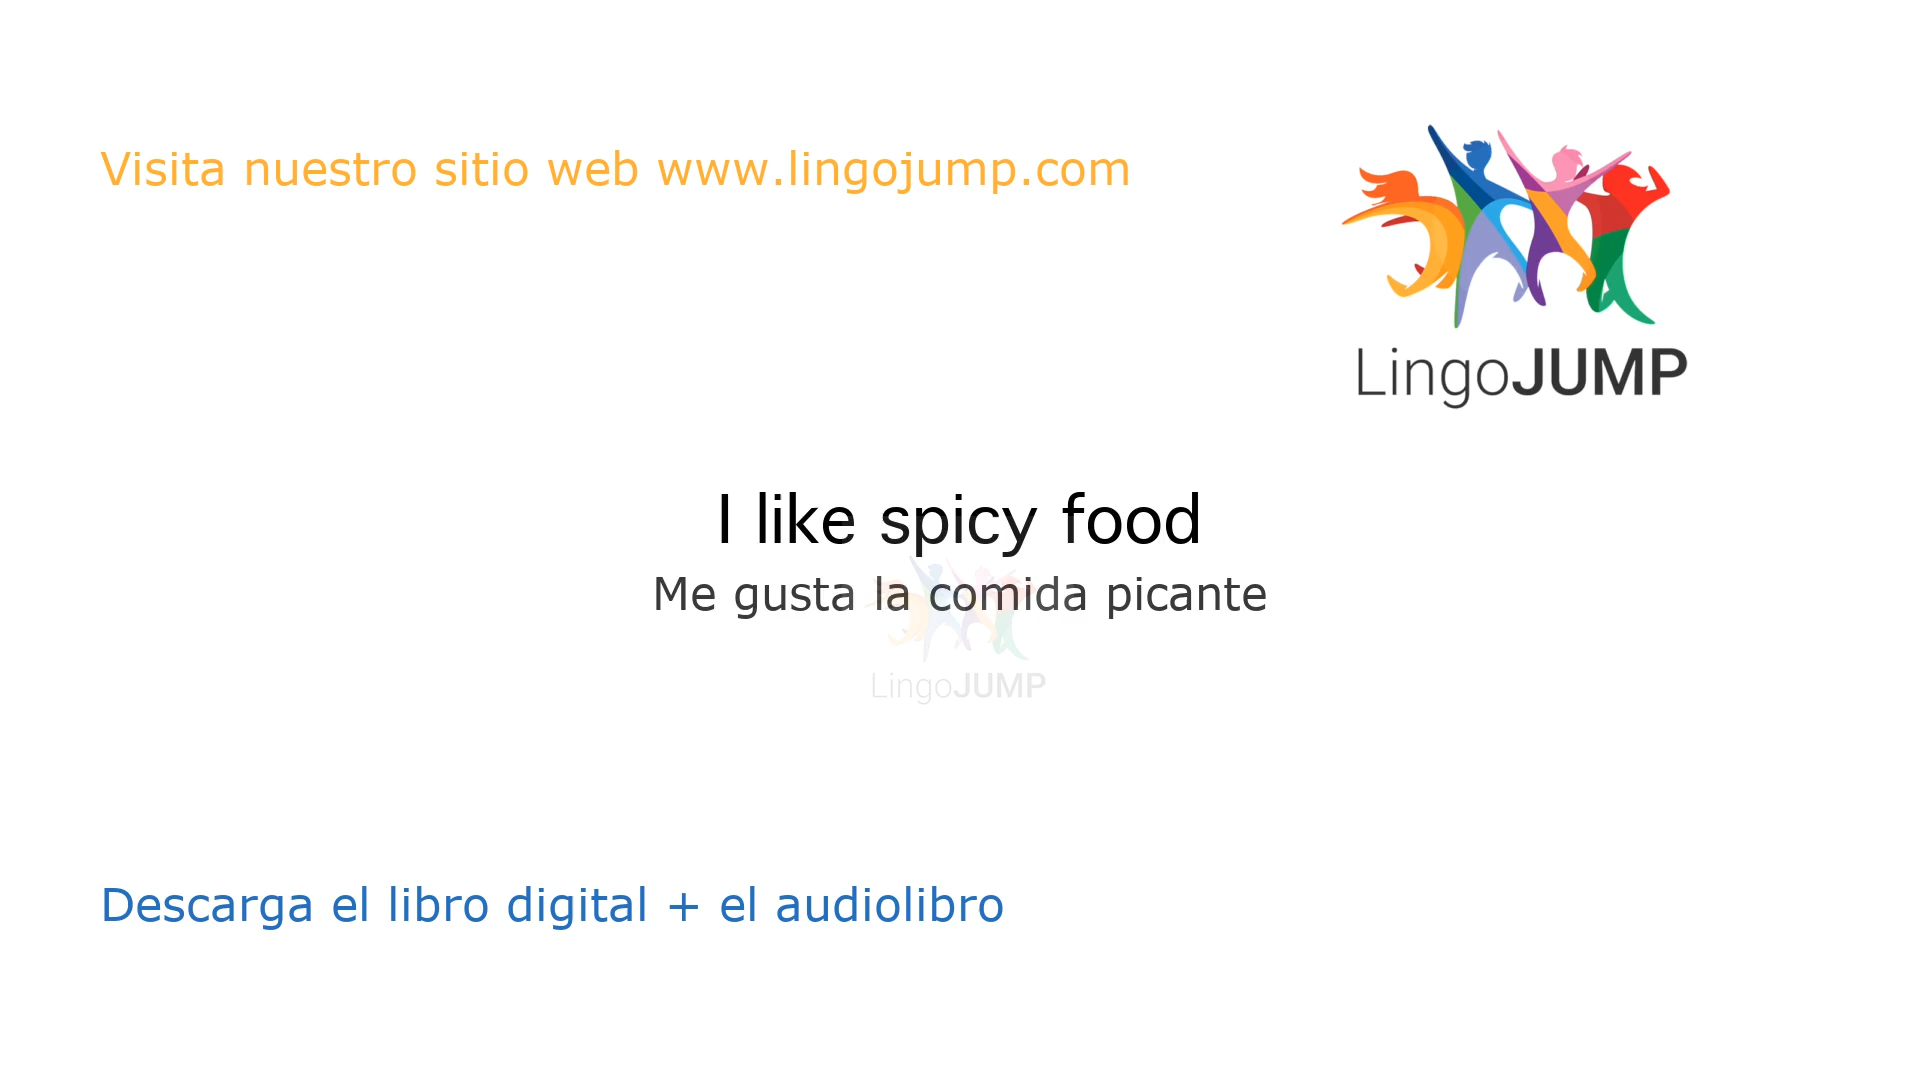 Visita nuestro sitio web www.lingojump.com
LingoJUMP
I like spicy food
Me gusta la comida picante
LingoJUMP
Descarga el libro digital + el audiolibro